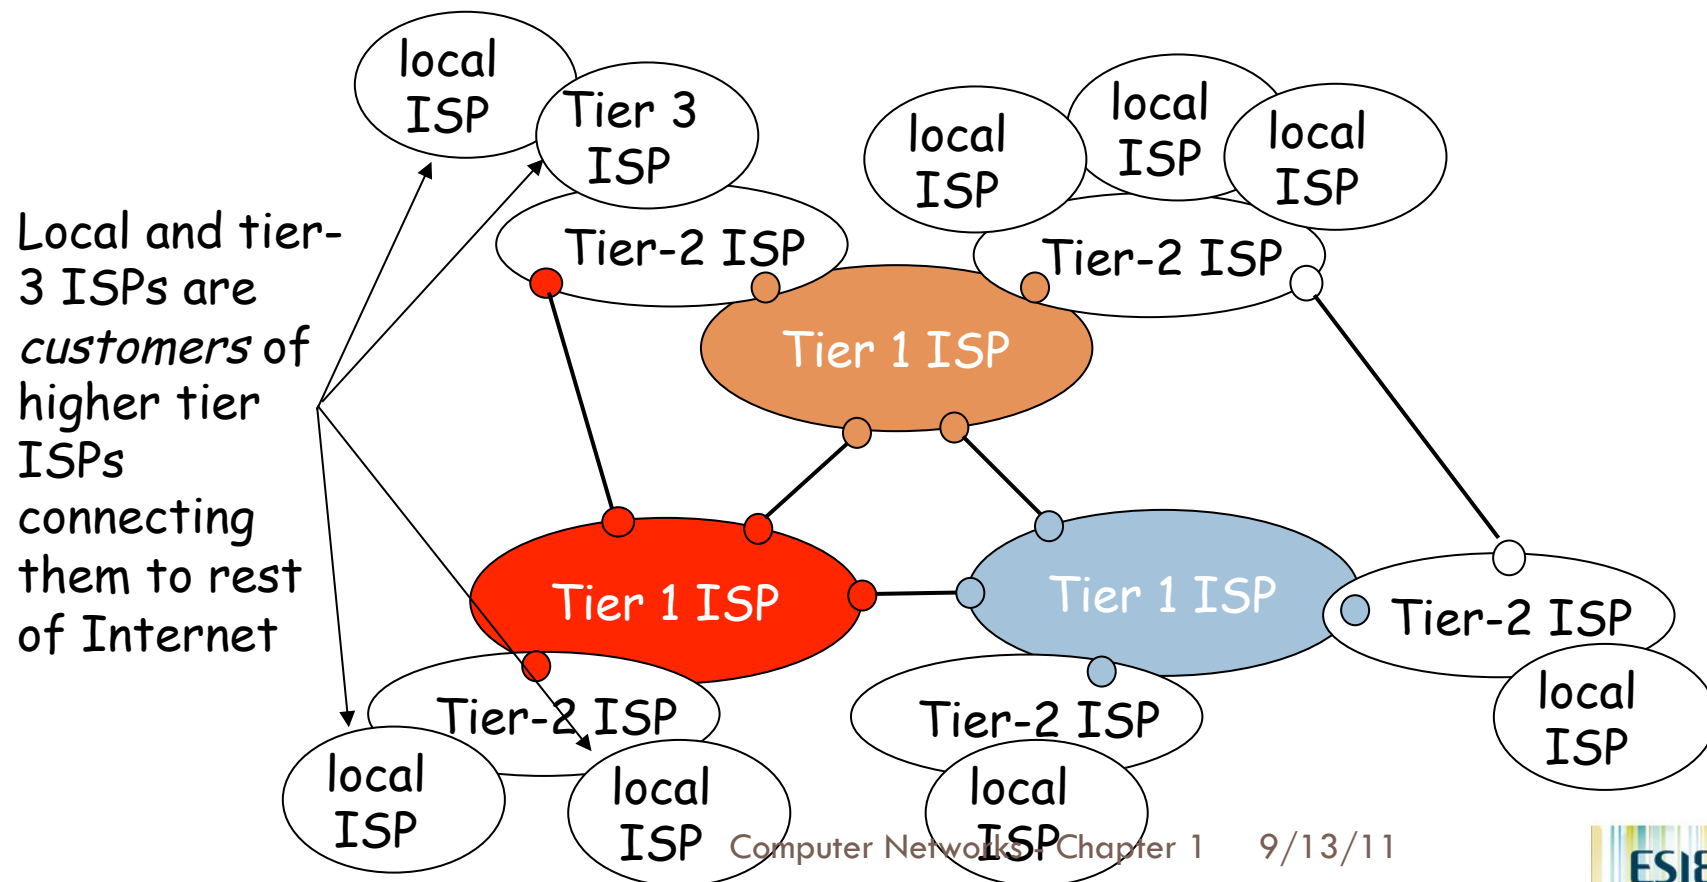 local
ISP
Tier 3
ISP
local
ISP
local
ISP
local
ISP
Local and tier-
3 ISPs are
customers of
higher tier
ISPs
connecting
them to rest
of Internet
Tier-2 ISP
Tier-2 ISP
Tier 1 ISP
Tier 1 ISP
Tier 1 ISP
Tier-2 ISP
Tier-2 ISP
Tier-2 ISP
local
ISP
local
ISP
local
ISP
local
ISP
Computer Networks - Chapter 1 9/13/11